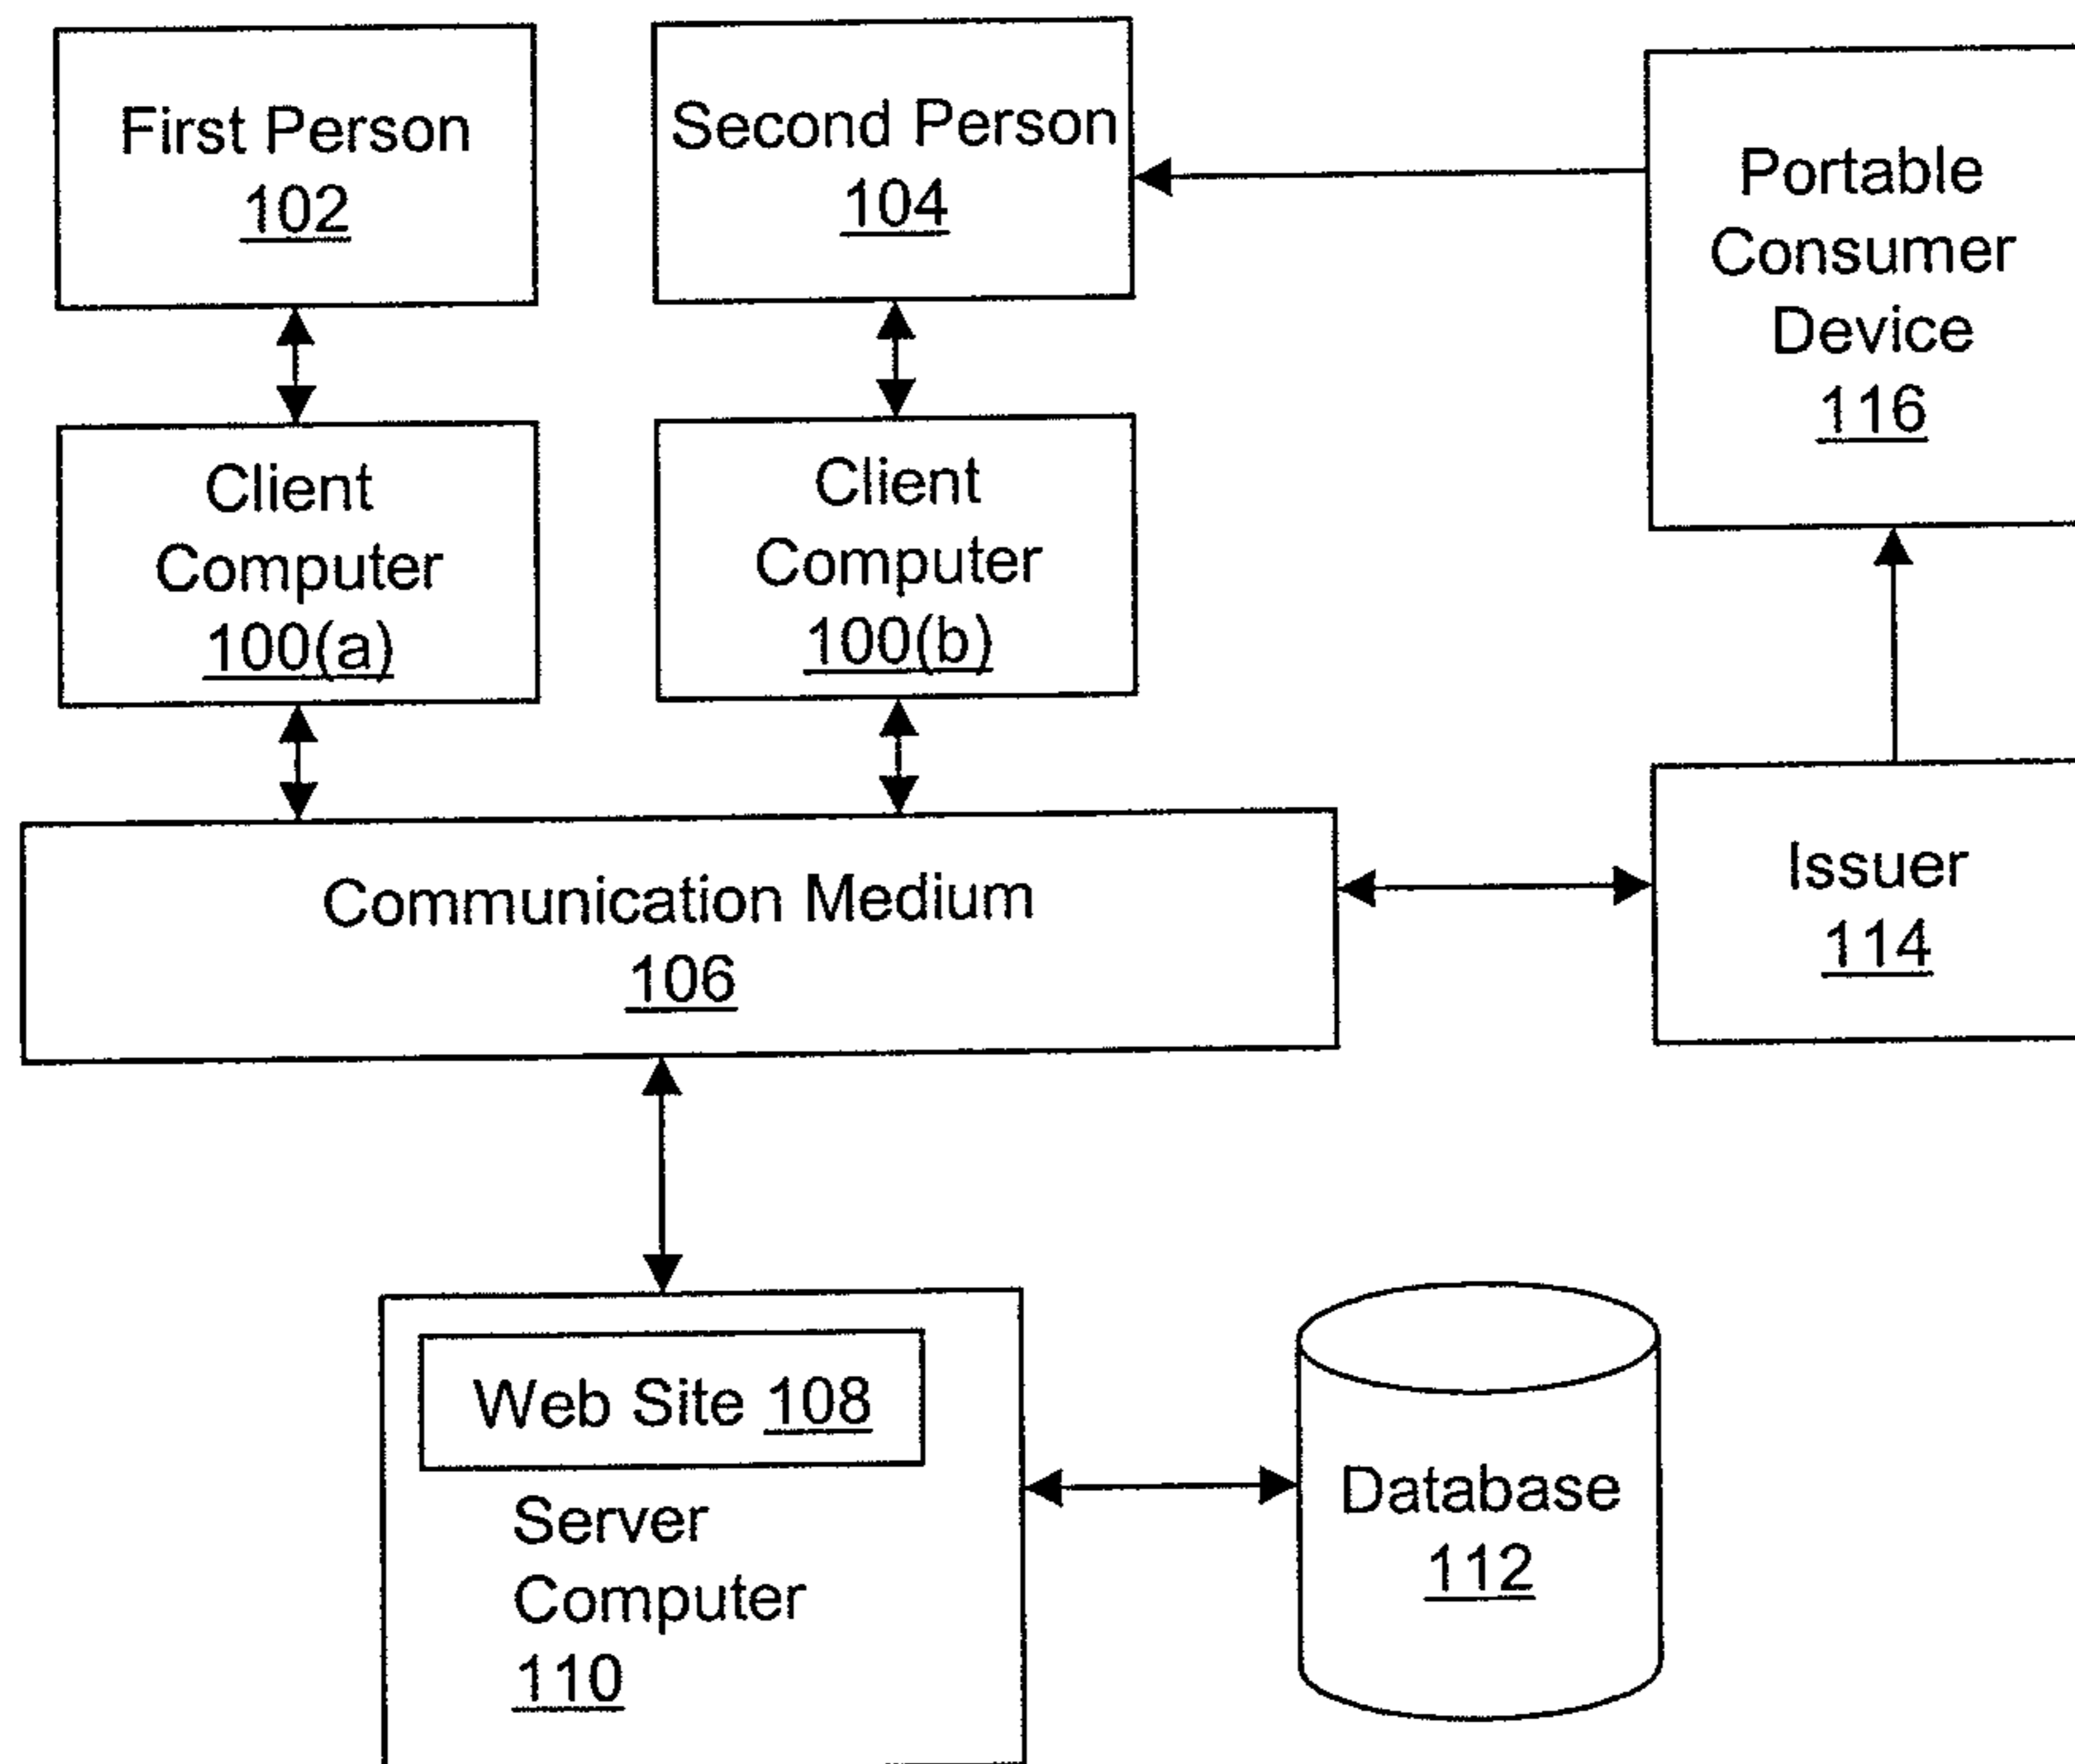 First Person
102
Second Person
104
Portable
Consumer
Device
116
Client
Computer
100(a)
Client
Computer
100(b)
Communication Medium
106
Issuer
114
Web Site 108
Server
Computer
110
Database
112